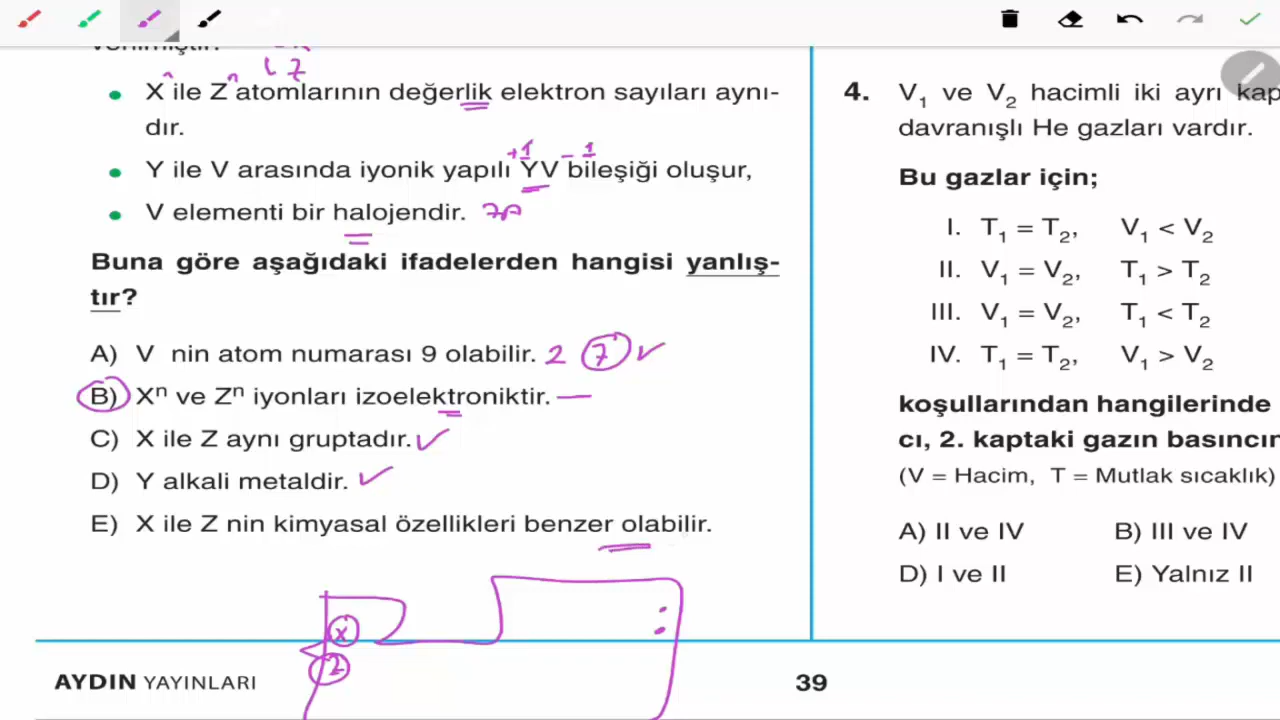 X ile Z atomlarının değerlik elektron sayıları aynı-
dır.
Y ile V arasında iyonik yapılı YV bileşiği oluşur,
+1 -1
V elementi bir halojendir. 7A
Buna göre aşağıdaki ifadelerden hangisi yanlış-
tır?
A) V nin atom numarası 9 olabilir. 2 7
B) Xⁿ ve Zⁿ iyonları izoelektroniktir.
C) X ile Z aynı gruptadır.
D) Y alkali metaldir.
E) X ile Z nin kimyasal özellikleri benzer olabilir.
X
Z
AYDIN YAYINLARI
39
4. V₁ ve V₂ hacimli iki ayrı kap
davranışlı He gazları vardır.
Bu gazlar için;
I. T₁ = T₂, V₁ < V₂
II. V₁ = V₂, T₁ > T₂
III. V₁ = V₂, T₁ < T₂
IV. T₁ = T₂, V₁ > V₂
koşullarından hangilerinde
cı, 2. kaptaki gazın basıncın
(V = Hacim, T = Mutlak sıcaklık)
A) II ve IV B) III ve IV
D) I ve II E) Yalnız II